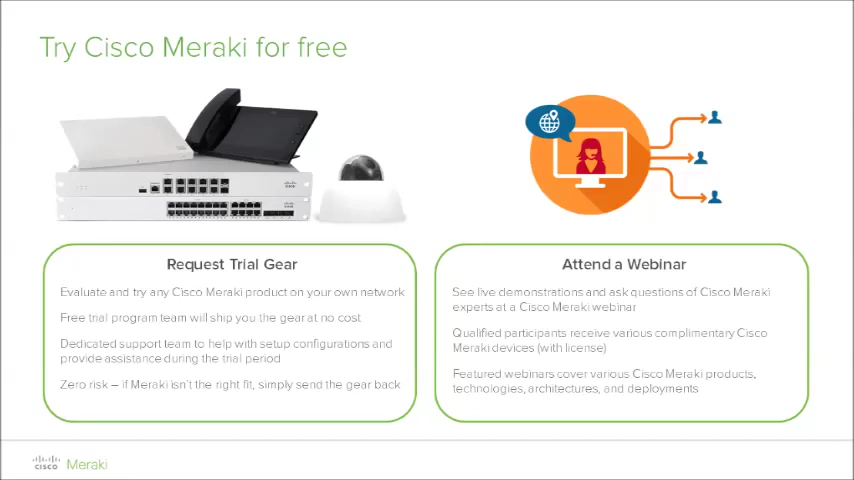 Try Cisco Meraki for free
Request Trial Gear
Evaluate and try any Cisco Meraki product on your own network
Free trial program team will ship you the gear at no cost
Dedicated support team to help with setup configurations and
provide assistance during the trial period
Zero risk – if Meraki isn't the right fit, simply send the gear back
Attend a Webinar
See live demonstrations and ask questions of Cisco Meraki
experts at a Cisco Meraki webinar
Qualified participants receive various complimentary Cisco
Meraki devices (with license)
Featured webinars cover various Cisco Meraki products,
technologies, architectures, and deployments
CISCO Meraki